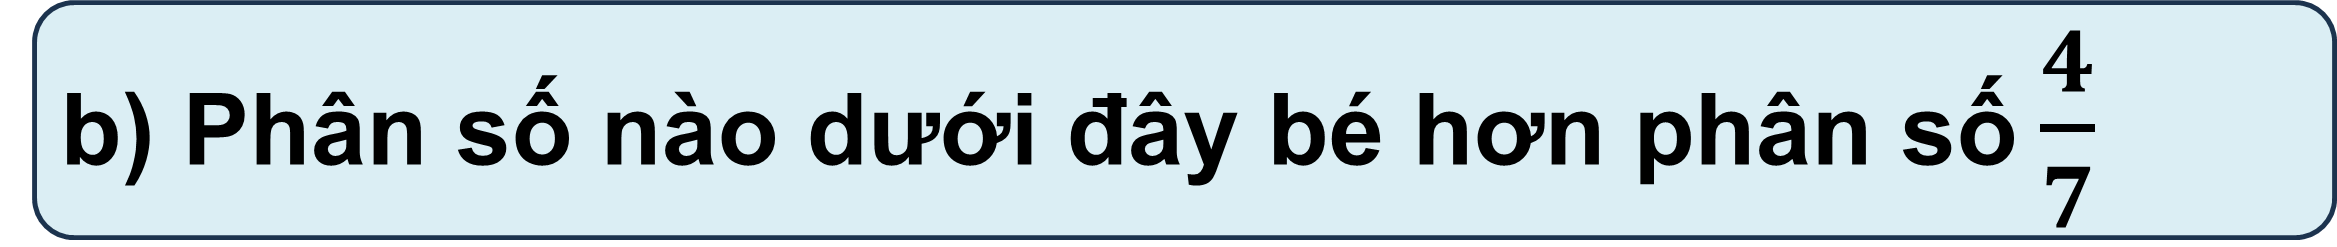 b) Phân số nào dưới đây bé hơn phân số 4/7